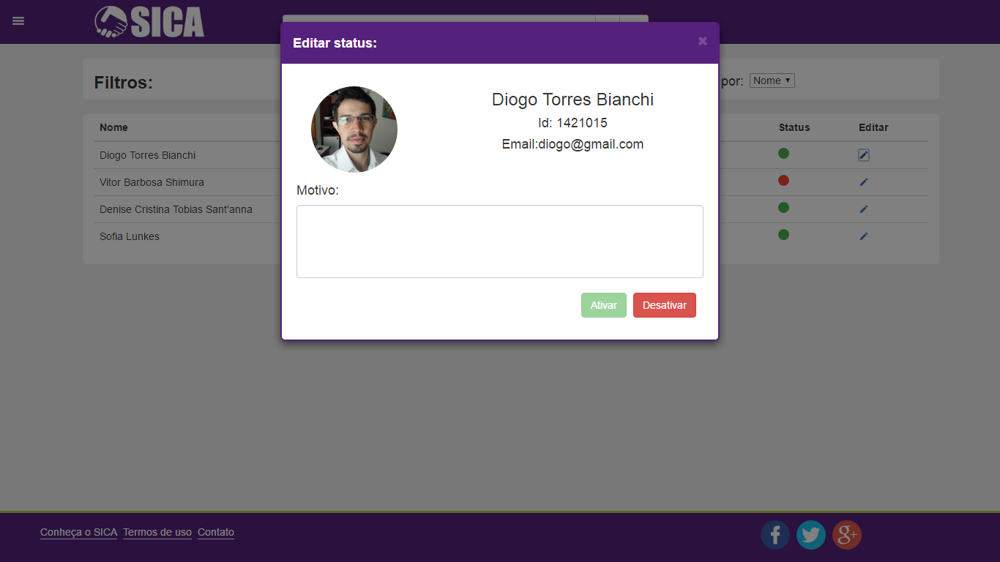 SICA
Editar status:
×
Filtros:
por: Nome
Diogo Torres Bianchi
Id: 1421015
Email:diogo@gmail.com
Motivo:
Ativar Desativar
Nome Status Editar
Diogo Torres Bianchi
Vitor Barbosa Shimura
Denise Cristina Tobias Sant'anna
Sofia Lunkes
Conheça o SICA Termos de uso Contato
f g+